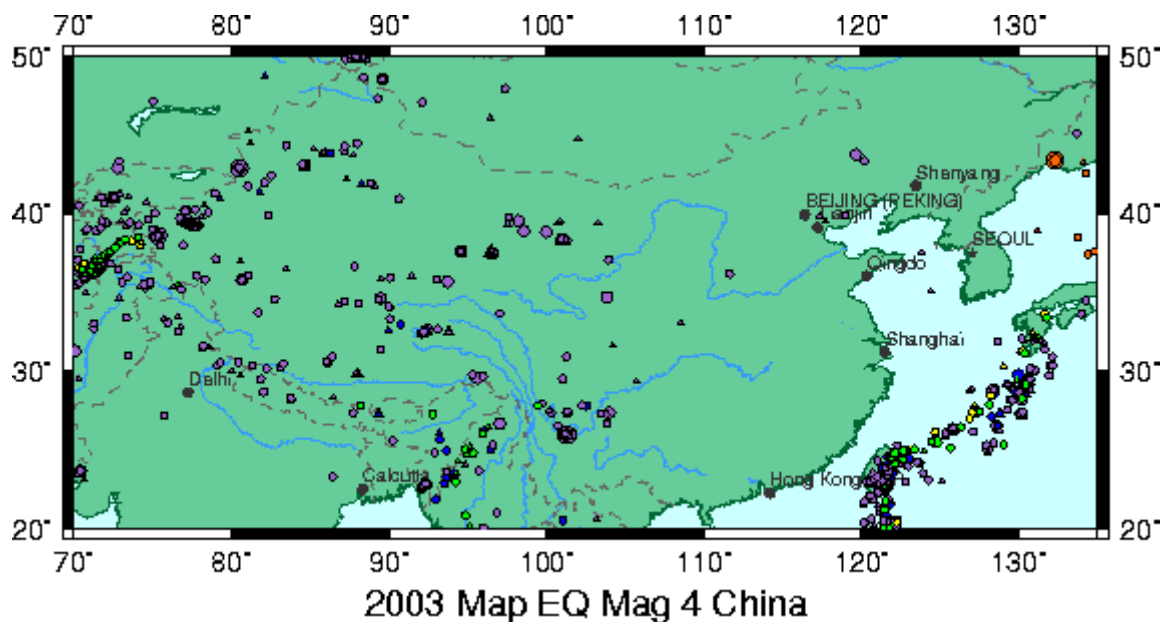 70° 80° 90° 100° 110° 120° 130°
50° 50°
Shenyang
BEIJING (PEKING)
40° 40°
Tianjin
SEOUL
Qingdo
Shanghai
30° 30°
Delhi
Calcutta
Hong Kong
20° 20°
70° 80° 90° 100° 110° 120° 130°
2003 Map EQ Mag 4 China